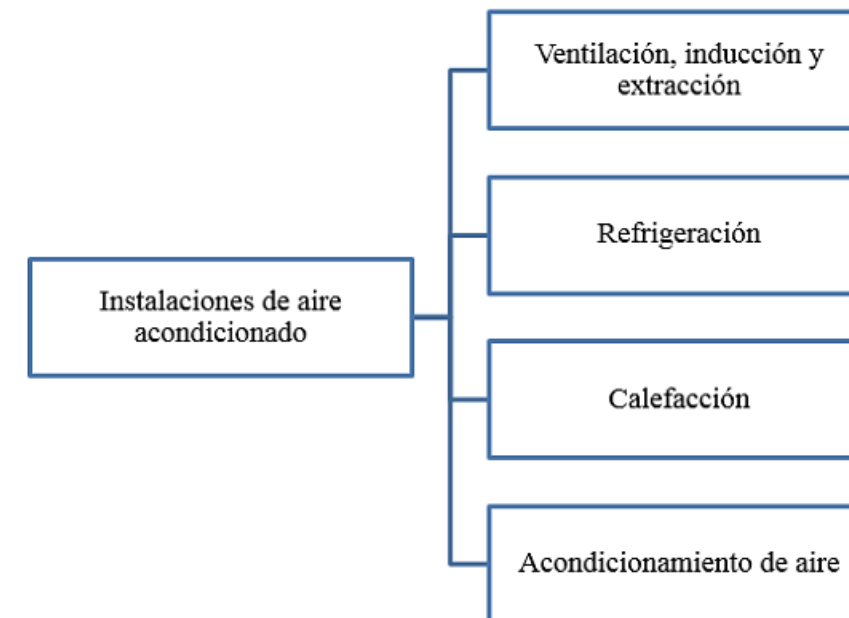 Ventilación, inducción y
extracción
Refrigeración
Instalaciones de aire
acondicionado
Calefacción
Acondicionamiento de aire